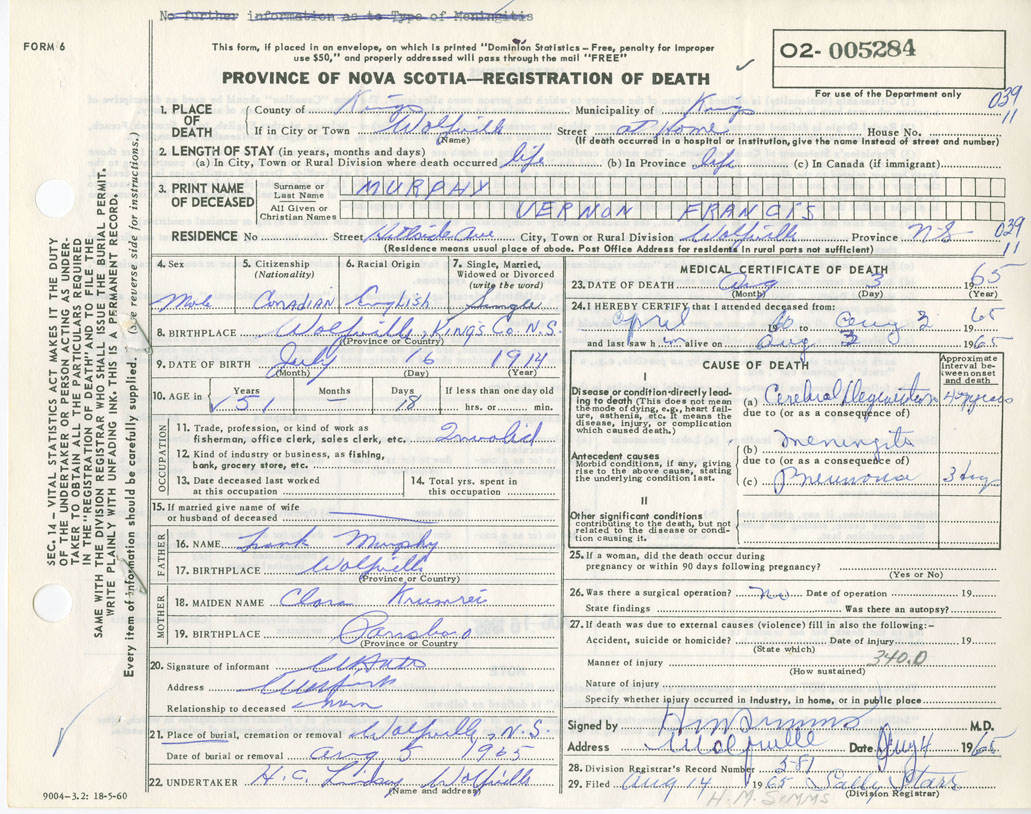 No further information as to Type of Meningitis
FORM 6
This form, if placed in an envelope, on which is printed "Dominion Statistics – Free, penalty for improper
use $50," and properly addressed will pass through the mail "FREE"
02- 005284
PROVINCE OF NOVA SCOTIA—REGISTRATION OF DEATH
For use of the Department only
039
11
1. PLACE OF DEATH
County of Kings Municipality of Kings
If in City or Town Wolfville Street at Home House No.
(Name) (If death occurred in a hospital or institution, give the name instead of street and number)
2. LENGTH OF STAY (in years, months and days)
(a) In City, Town or Rural Division where death occurred life (b) In Province life (c) In Canada (if immigrant)
3. PRINT NAME OF DECEASED
Surname or Last Name MURPHY
All Given or Christian Names VERNON FRANCIS
RESIDENCE No Street Ave City, Town or Rural Division Wolfville Province N S
039
11
(Residence means usual place of abode. Post Office Address for residents in rural parts is not sufficient)
4. Sex Male
5. Citizenship (Nationality) Canadian
6. Racial Origin English
7. Single, Married, Widowed or Divorced (write the word) Single
8. BIRTHPLACE Wolfville, Kings Co. N.S.
(Province or Country)
9. DATE OF BIRTH July 16 1914
(Month) (Day) (Year)
10. AGE in Years 51 Months — Days 18 If less than one day old hrs. or min.
OCCUPATION
11. Trade, profession, or kind of work as fisherman, office clerk, sales clerk, etc. Invalid
12. Kind of industry or business, as fishing, bank, grocery store, etc.
13. Date deceased last worked at this occupation
14. Total yrs. spent in this occupation
15. If married give name of wife or husband of deceased
FATHER
16. NAME Frank Murphy
17. BIRTHPLACE Wolfville
(Province or Country)
MOTHER
18. MAIDEN NAME Clara
19. BIRTHPLACE Parrsboro
(Province or Country)
20. Signature of informant
Address
Relationship to deceased
21. Place of burial, cremation or removal Wolfville, N.S.
Date of burial or removal Aug 5 1965
22. UNDERTAKER H.C. Lindsay Wolfville
(Name and address)
9004-3.2: 18-5-60
MEDICAL CERTIFICATE OF DEATH
23. DATE OF DEATH Aug 3 1965
(Month) (Day) (Year)
24. I HEREBY CERTIFY that I attended deceased from:
April 19 to Aug 3 1965
and last saw h im alive on Aug 3 1965
CAUSE OF DEATH
Approximate interval between onset and death
I
Disease or condition directly leading to death (This does not mean the mode of dying, e.g., heart failure, asthenia, etc. It means the disease, injury, or complication which caused death.)
(a) Cerebral
due to (or as a consequence of)
Antecedent causes
Morbid conditions, if any, giving rise to the above cause, stating the underlying condition last.
(b) Meningitis
due to (or as a consequence of)
(c) Pneumonia 3 days
II
Other significant conditions
contributing to the death, but not related to the disease or condition causing it.
25. If a woman, did the death occur during pregnancy or within 90 days following pregnancy?
(Yes or No)
26. Was there a surgical operation? No Date of operation 19
State findings Was there an autopsy?
27. If death was due to external causes (violence) fill in also the following:–
Accident, suicide or homicide? Date of injury 19
(State which)
Manner of injury 340.0
(How sustained)
Nature of injury
Specify whether injury occurred in industry, in home, or in public place
Signed by H M Simms M.D.
Address Wolfville Date Aug 4 1965
28. Division Registrar's Record Number
29. Filed Aug 14 1965 Starr
(Division Registrar)
H. M. SIMMS
SEC. 14 – VITAL STATISTICS ACT MAKES IT THE DUTY
OF THE UNDERTAKER OR PERSON ACTING AS UNDER-
TAKER TO OBTAIN ALL THE PARTICULARS REQUIRED
IN THE "REGISTRATION OF DEATH" AND TO FILE THE
SAME WITH THE DIVISION REGISTRAR WHO SHALL ISSUE THE BURIAL PERMIT.
WRITE PLAINLY WITH UNFADING INK. THIS IS A PERMANENT RECORD.
Every item of information should be carefully supplied. (See reverse side for instructions.)